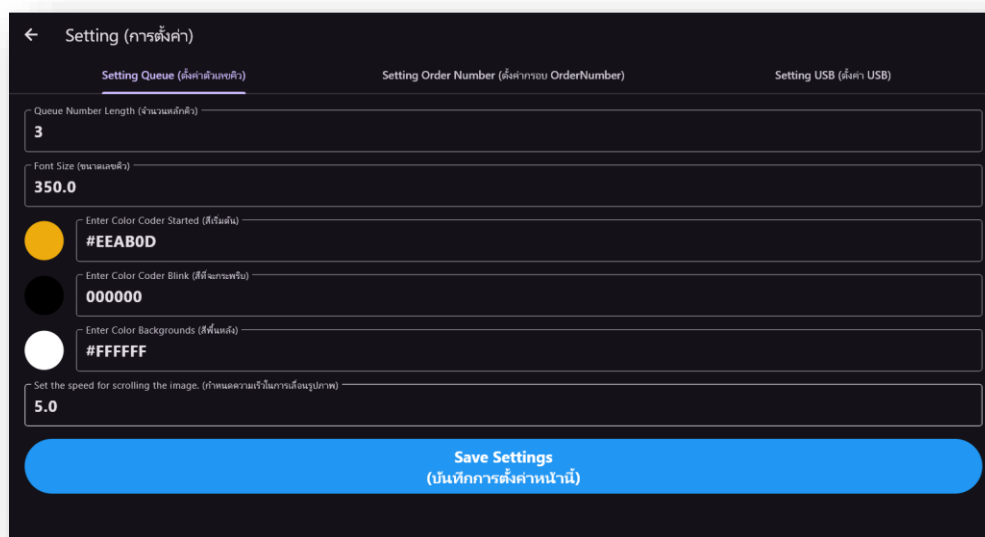 ← Setting (การตั้งค่า)
Setting Queue (ตั้งค่าตัวเลขคิว) Setting Order Number (ตั้งค่ากรอบ OrderNumber) Setting USB (ตั้งค่า USB)
Queue Number Length (จำนวนหลักคิว)
3
Font Size (ขนาดเลขคิว)
350.0
Enter Color Coder Started (สีเริ่มต้น)
#EEAB0D
Enter Color Coder Blink (สีที่จะกระพริบ)
000000
Enter Color Backgrounds (สีพื้นหลัง)
#FFFFFF
Set the speed for scrolling the image. (กำหนดความเร็วในการเลื่อนรูปภาพ)
5.0
Save Settings
(บันทึกการตั้งค่าหน้านี้)